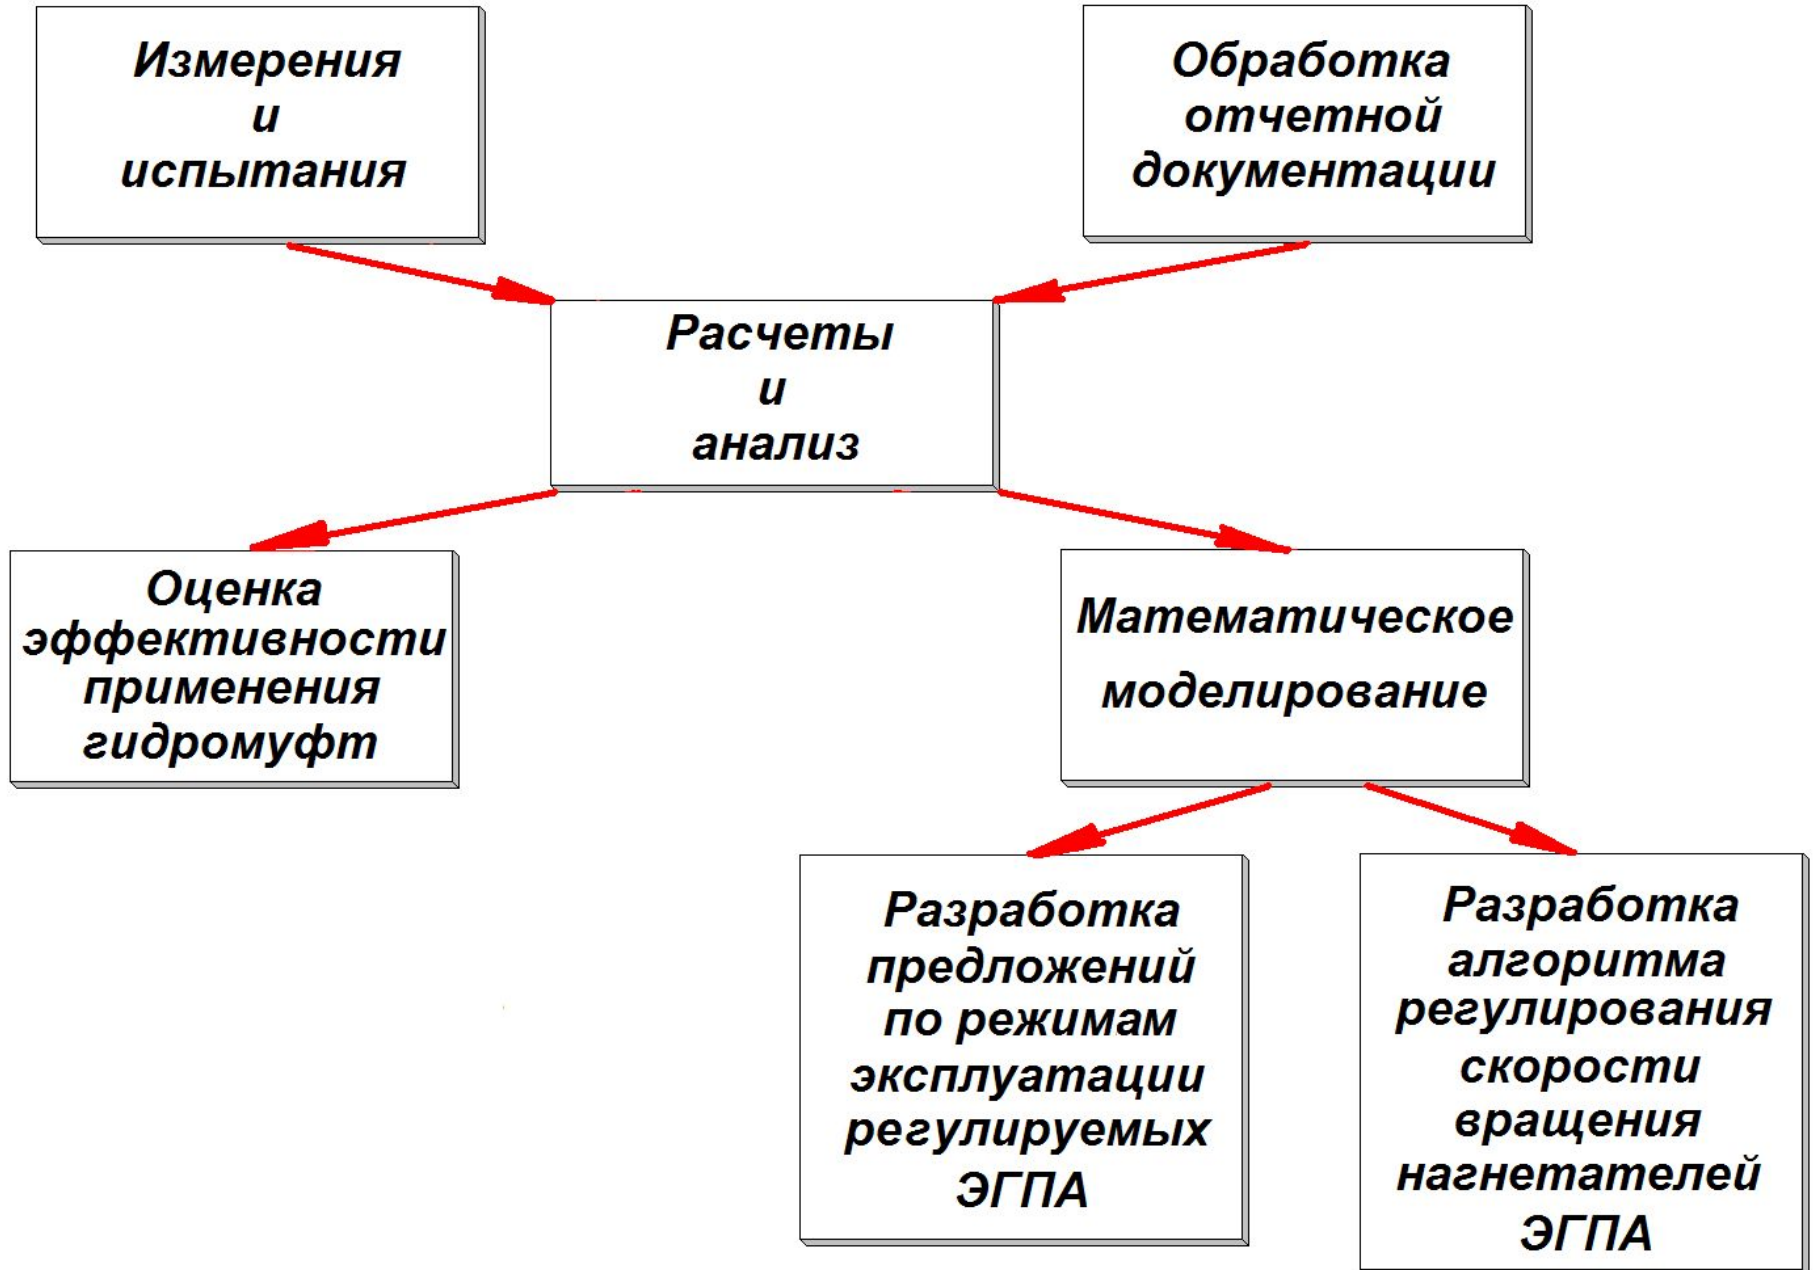 Измерения
и
испытания
Обработка
отчетной
документации
Расчеты
и
анализ
Оценка
эффективности
применения
гидромуфт
Математическое
моделирование
Разработка
предложений
по режимам
эксплуатации
регулируемых
ЭГПА
Разработка
алгоритма
регулирования
скорости
вращения
нагнетателей
ЭГПА